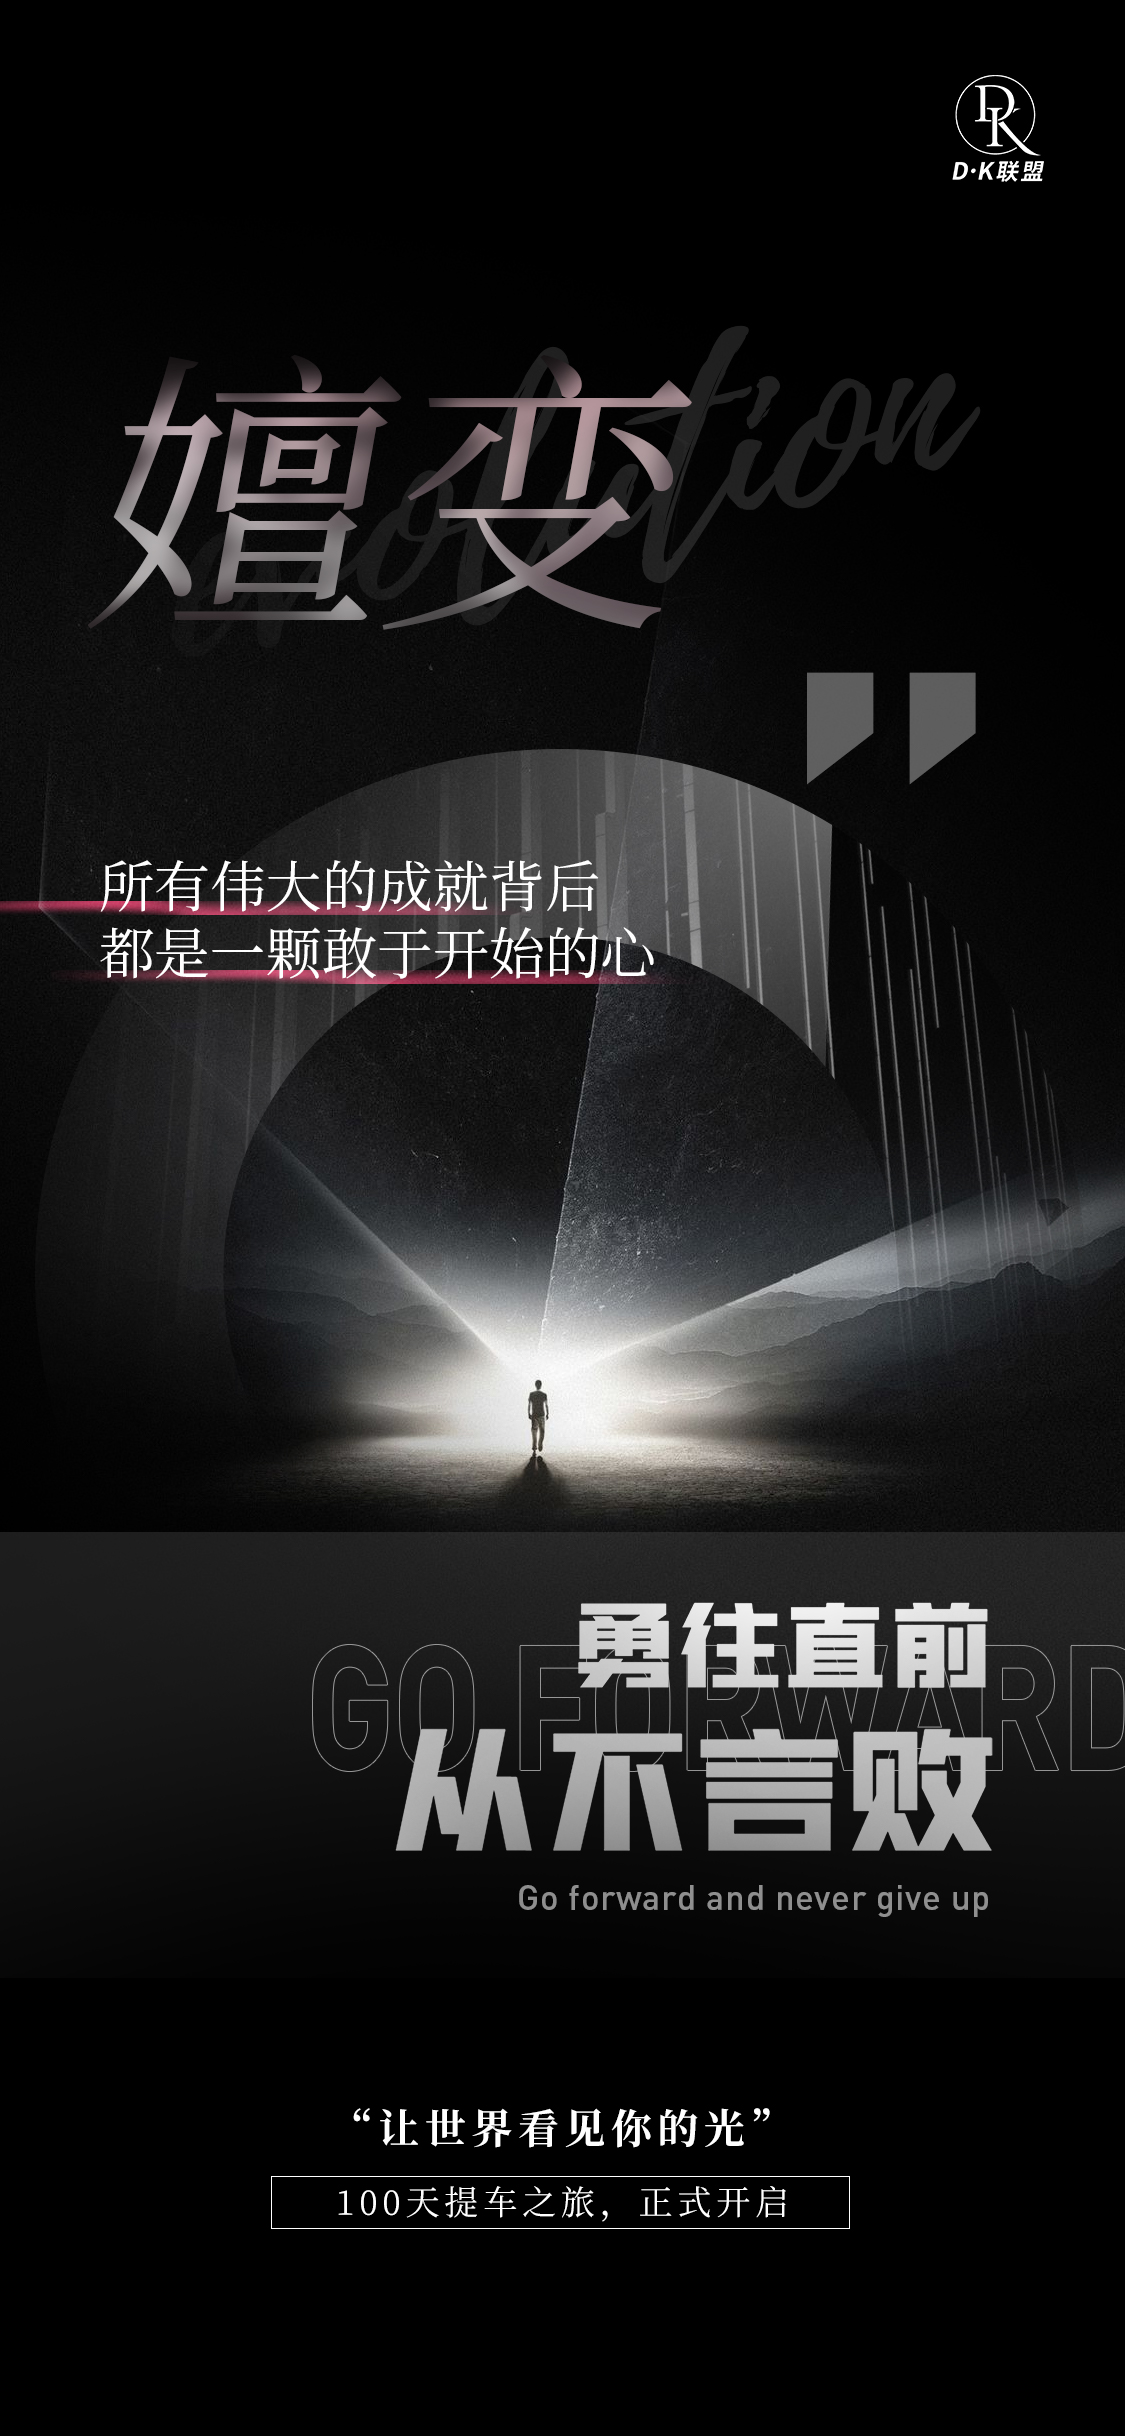 DK
D·K联盟
evolution
嬗变
所有伟大的成就背后
都是一颗敢于开始的心
勇往直前
GO FORWARD
从不言败
Go forward and never give up
“让世界看见你的光”
100天提车之旅，正式开启